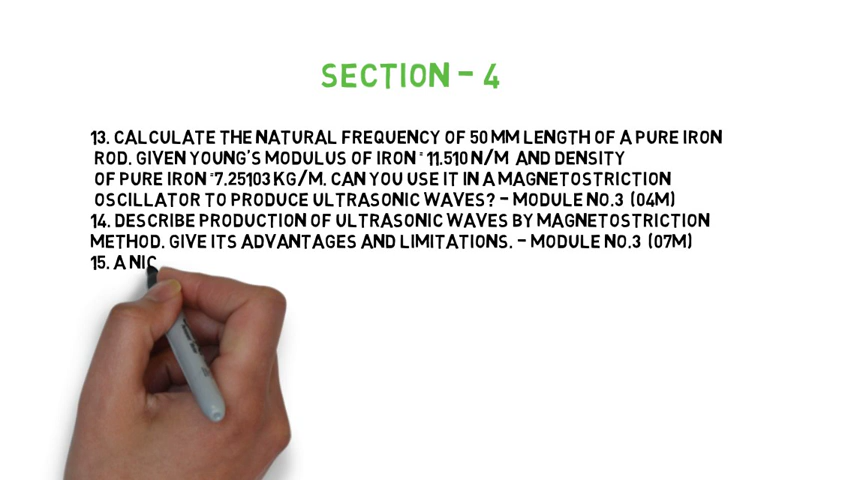 SECTION - 4
13. CALCULATE THE NATURAL FREQUENCY OF 50 MM LENGTH OF A PURE IRON
ROD. GIVEN YOUNG'S MODULUS OF IRON = 11.510 N/M AND DENSITY
OF PURE IRON =7.25103 KG/M. CAN YOU USE IT IN A MAGNETOSTRICTION
OSCILLATOR TO PRODUCE ULTRASONIC WAVES? - MODULE NO.3 (04M)
14. DESCRIBE PRODUCTION OF ULTRASONIC WAVES BY MAGNETOSTRICTION
METHOD. GIVE ITS ADVANTAGES AND LIMITATIONS. - MODULE NO.3 (07M)
15. A NIC